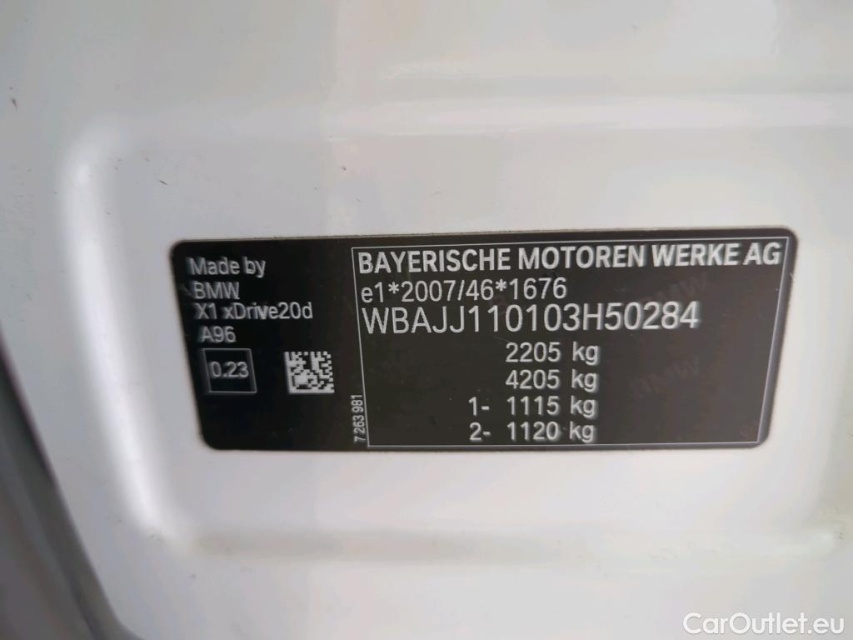 Made by
BMW
X1 xDrive20d
A96
0.23
7 263 981
BAYERISCHE MOTOREN WERKE AG
e1*2007/46*1676
WBAJJ110103H50284
2205 kg
4205 kg
1- 1115 kg
2- 1120 kg
CarOutlet.eu